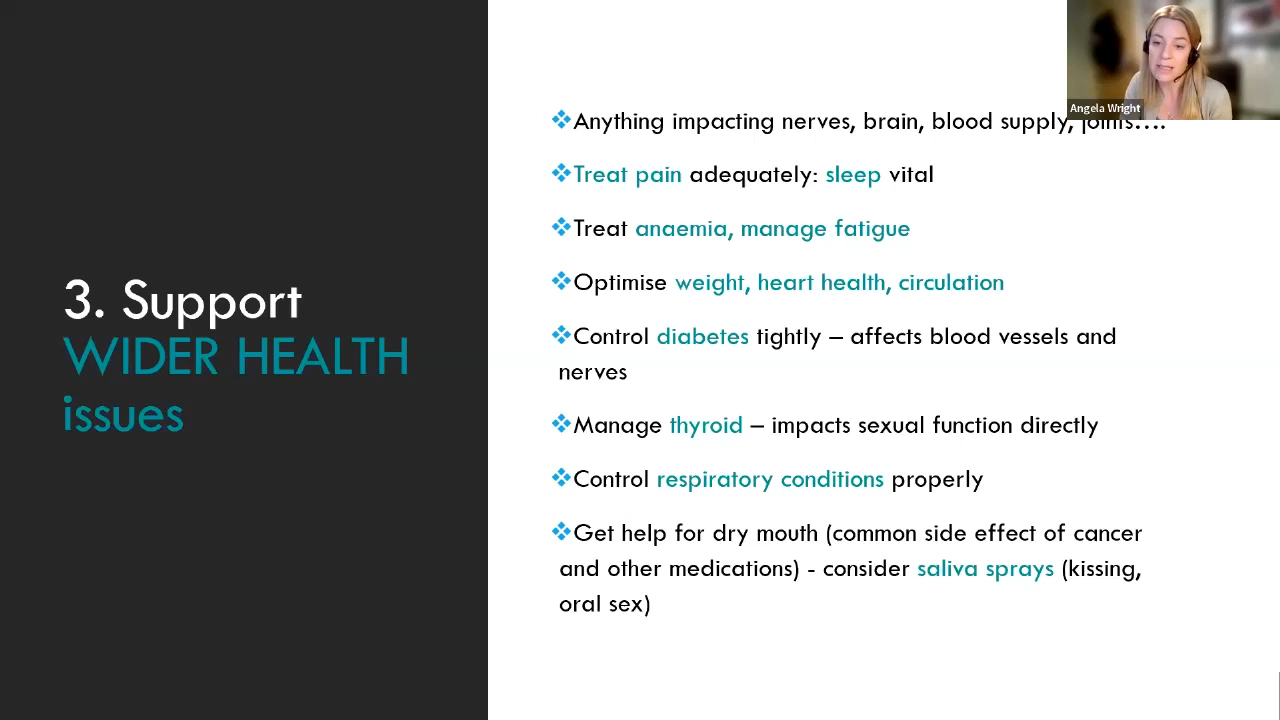 3. Support
WIDER HEALTH
issues
Angela Wright
❖Anything impacting nerves, brain, blood supply, joints….
❖Treat pain adequately: sleep vital
❖Treat anaemia, manage fatigue
❖Optimise weight, heart health, circulation
❖Control diabetes tightly – affects blood vessels and
nerves
❖Manage thyroid – impacts sexual function directly
❖Control respiratory conditions properly
❖Get help for dry mouth (common side effect of cancer
and other medications) - consider saliva sprays (kissing,
oral sex)